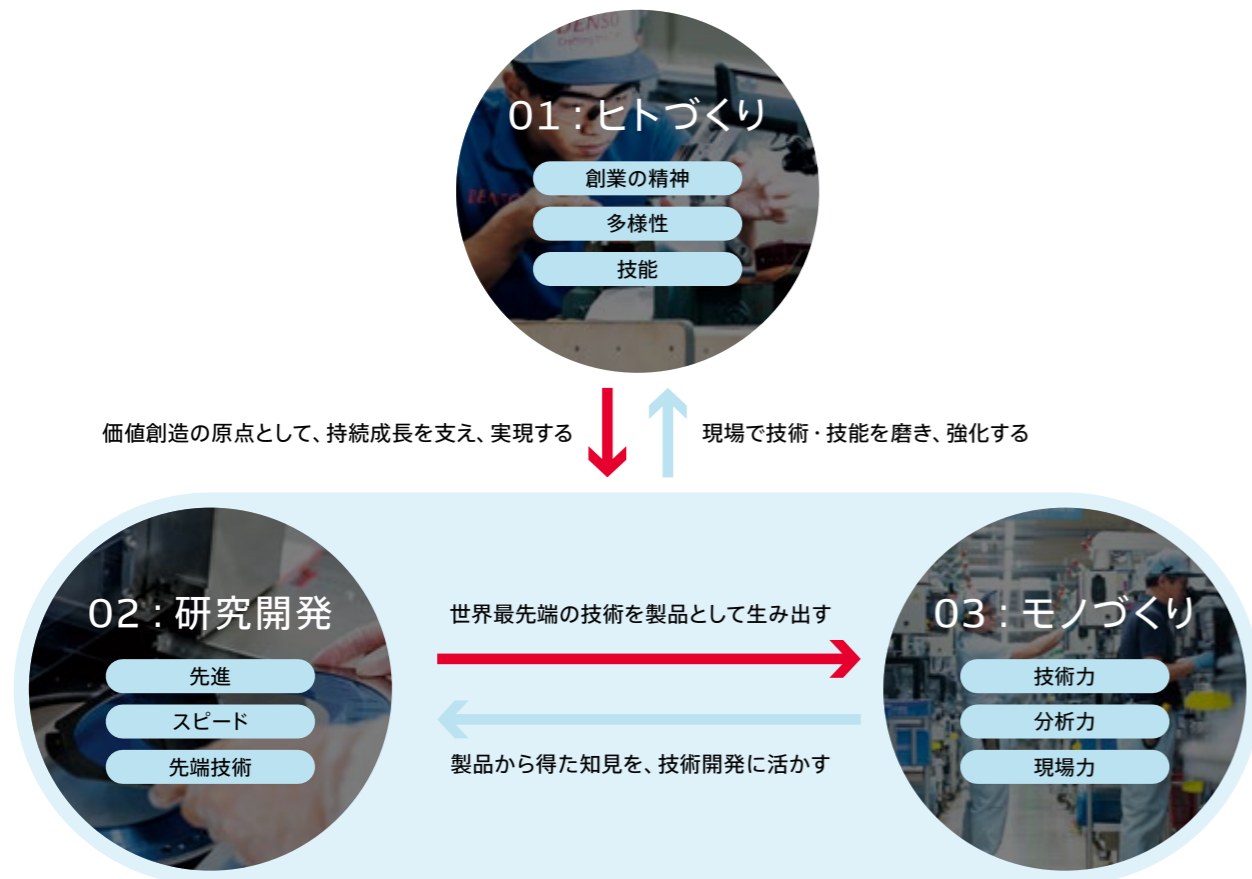 DENSO
Crafting the
01：ヒトづくり
創業の精神
多様性
技能
価値創造の原点として、持続成長を支え、実現する
現場で技術・技能を磨き、強化する
02：研究開発
先進
スピード
先端技術
世界最先端の技術を製品として生み出す
製品から得た知見を、技術開発に活かす
03：モノづくり
技術力
分析力
現場力